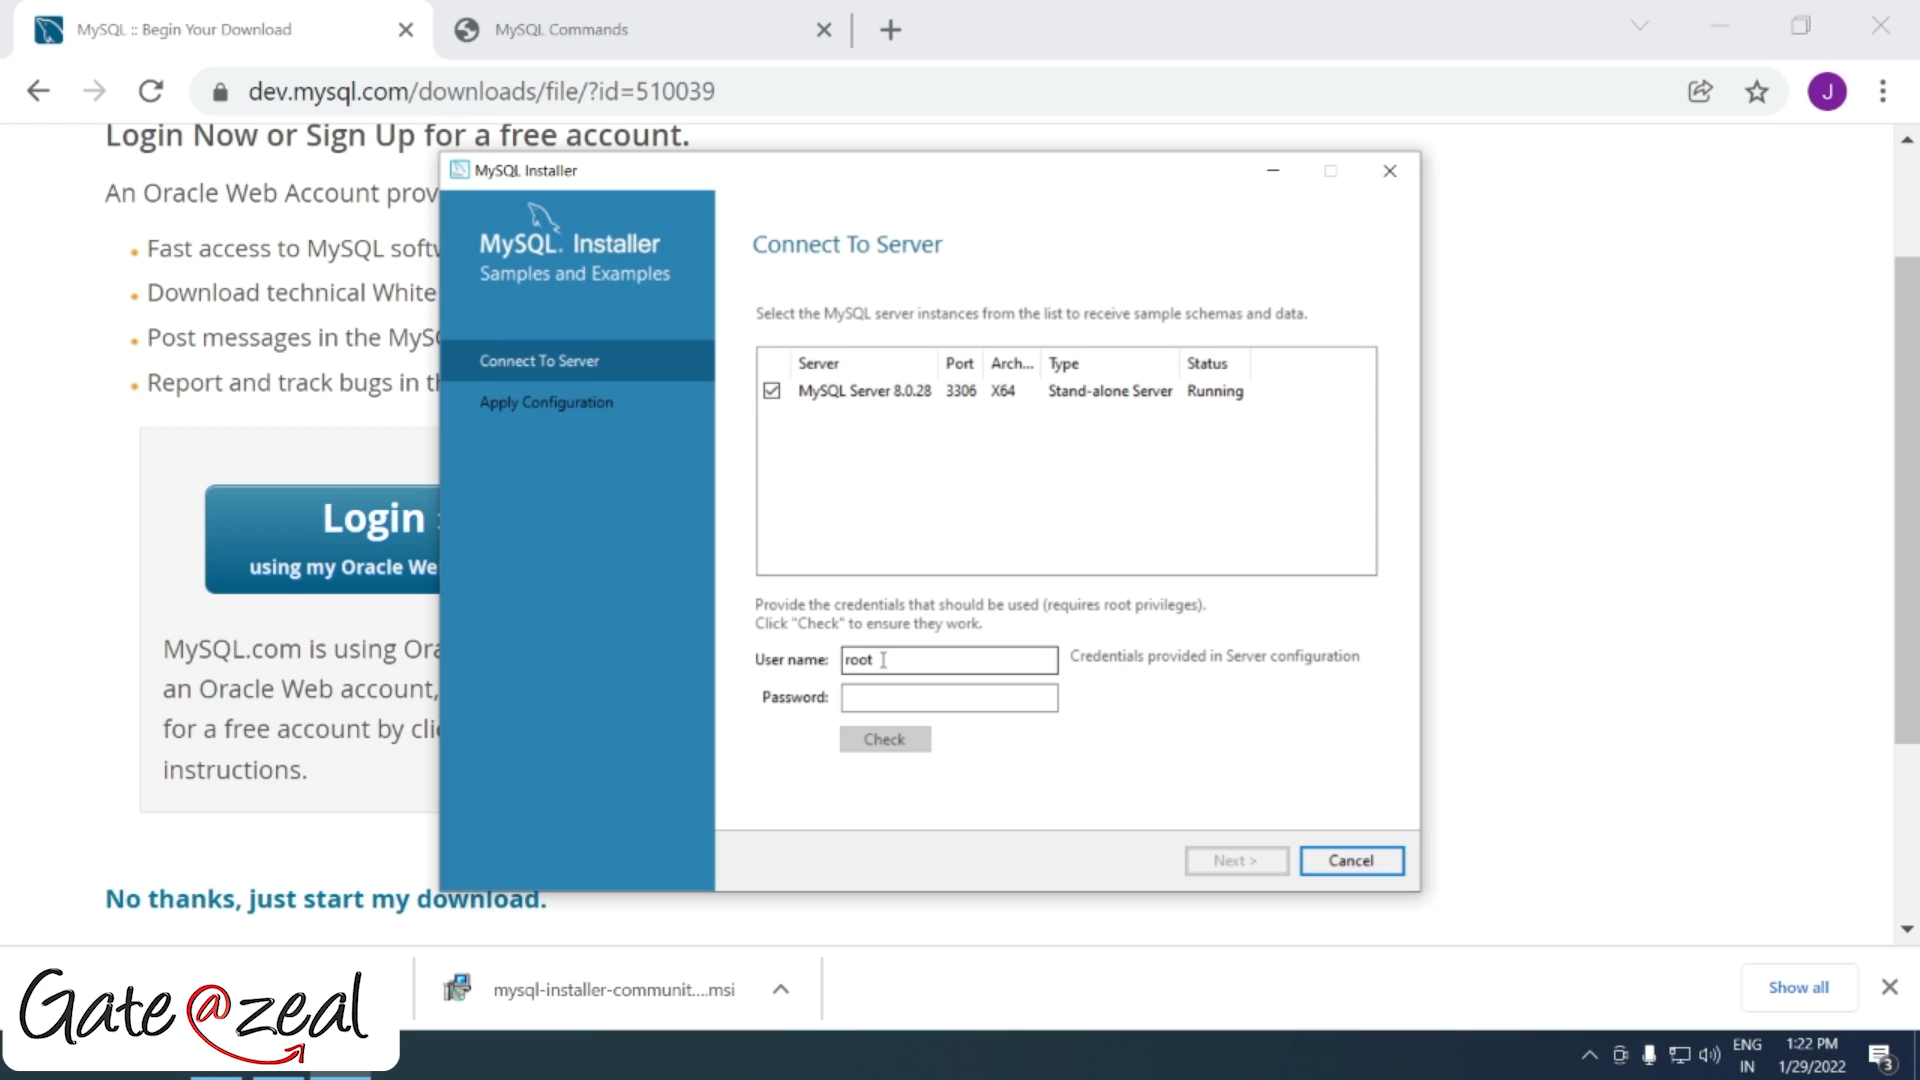 MySQL :: Begin Your Download
MySQL Commands
dev.mysql.com/downloads/file/?id=510039
J
Login Now or Sign Up for a free account.
An Oracle Web Account prov
Fast access to MySQL softw
Download technical White
Post messages in the MySQ
Report and track bugs in th
Login
using my Oracle We
MySQL.com is using Ora
an Oracle Web account,
for a free account by clic
instructions.
No thanks, just start my download.
MySQL Installer
MySQL. Installer
Samples and Examples
Connect To Server
Apply Configuration
Connect To Server
Select the MySQL server instances from the list to receive sample schemas and data.
Server Port Arch... Type Status
MySQL Server 8.0.28 3306 X64 Stand-alone Server Running
Provide the credentials that should be used (requires root privileges).
Click "Check" to ensure they work.
User name: root Credentials provided in Server configuration
Password:
Check
Next > Cancel
Gate@zeal
mysql-installer-communit....msi
Show all
ENG
IN
1:22 PM
1/29/2022
3